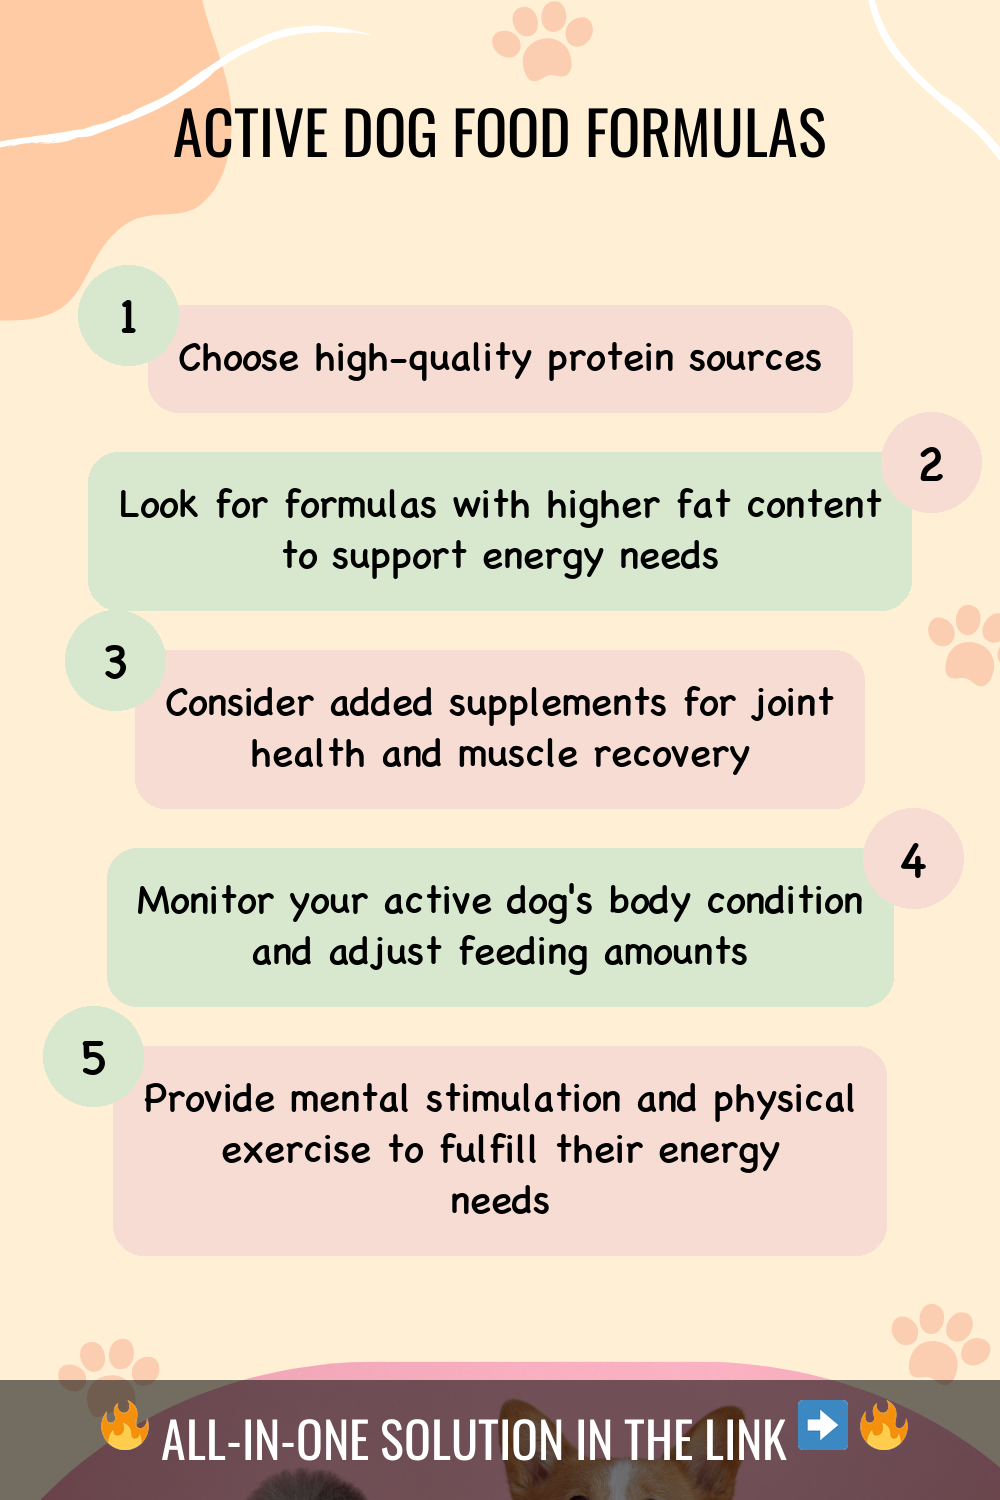 ACTIVE DOG FOOD FORMULAS
1
Choose high-quality protein sources
2
Look for formulas with higher fat content
to support energy needs
3
Consider added supplements for joint
health and muscle recovery
4
Monitor your active dog's body condition
and adjust feeding amounts
5
Provide mental stimulation and physical
exercise to fulfill their energy
needs
🔥 ALL-IN-ONE SOLUTION IN THE LINK ➡️ 🔥